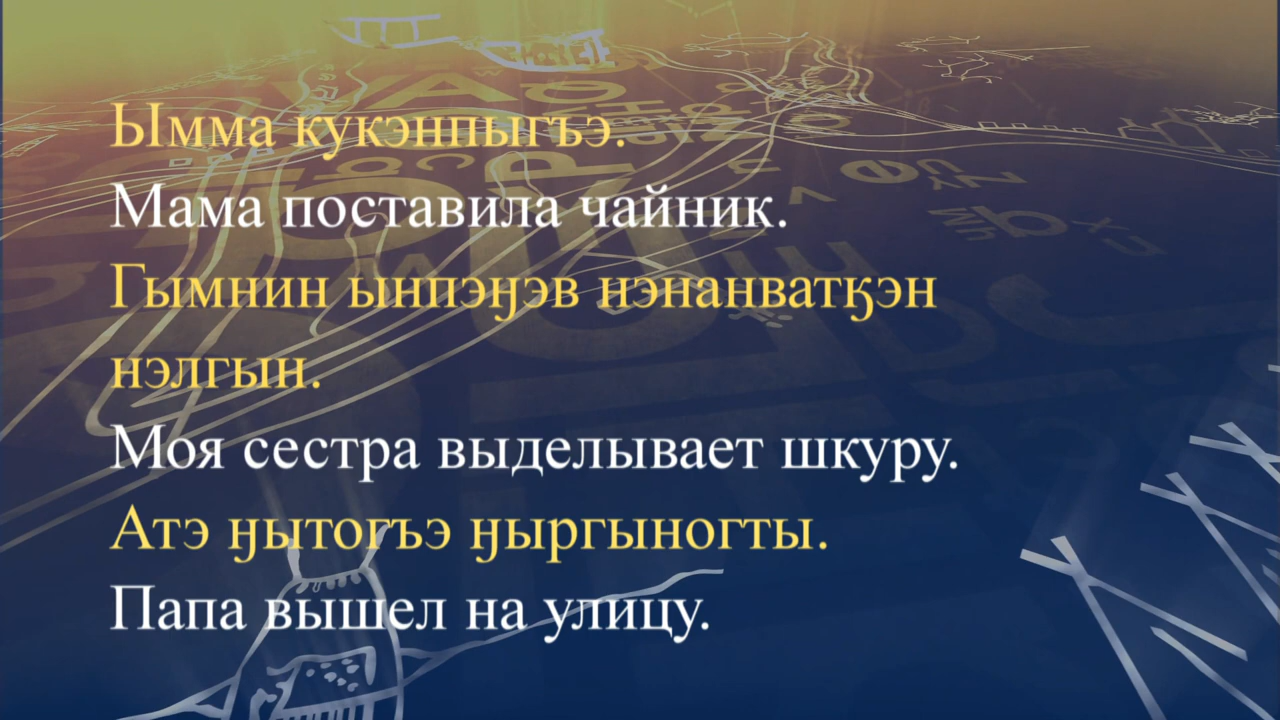 Ымма кукэнпыгъэ.
Мама поставила чайник.
Гымнин ынпэӈэв нэнанватӄэн
нэлгын.
Моя сестра выделывает шкуру.
Атэ ӈытогъэ ӈыргыногты.
Папа вышел на улицу.